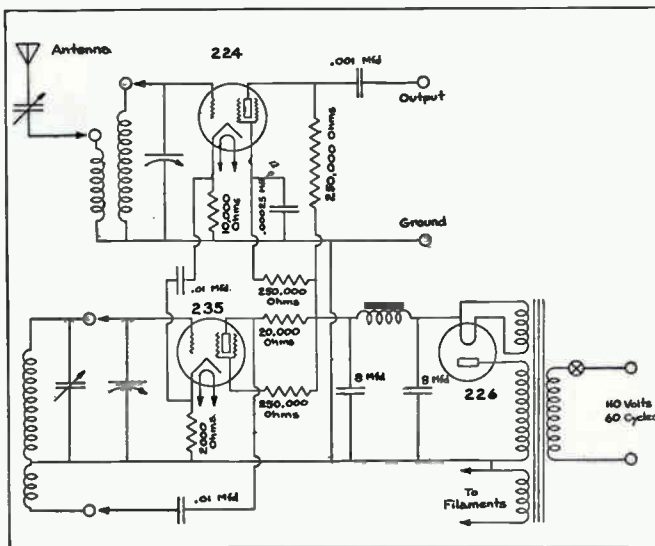 Antenna
224
.001 Mfd
Output
250,000 Ohms
10,000
Ohms
Ground
.01 Mfd.
250,000
Ohms
235
20,000
Ohms
250,000
Ohms
2000
Ohms
8 Mfd
8 Mfd
226
110 Volts
60 Cycles
.01 Mfd
To
Filaments